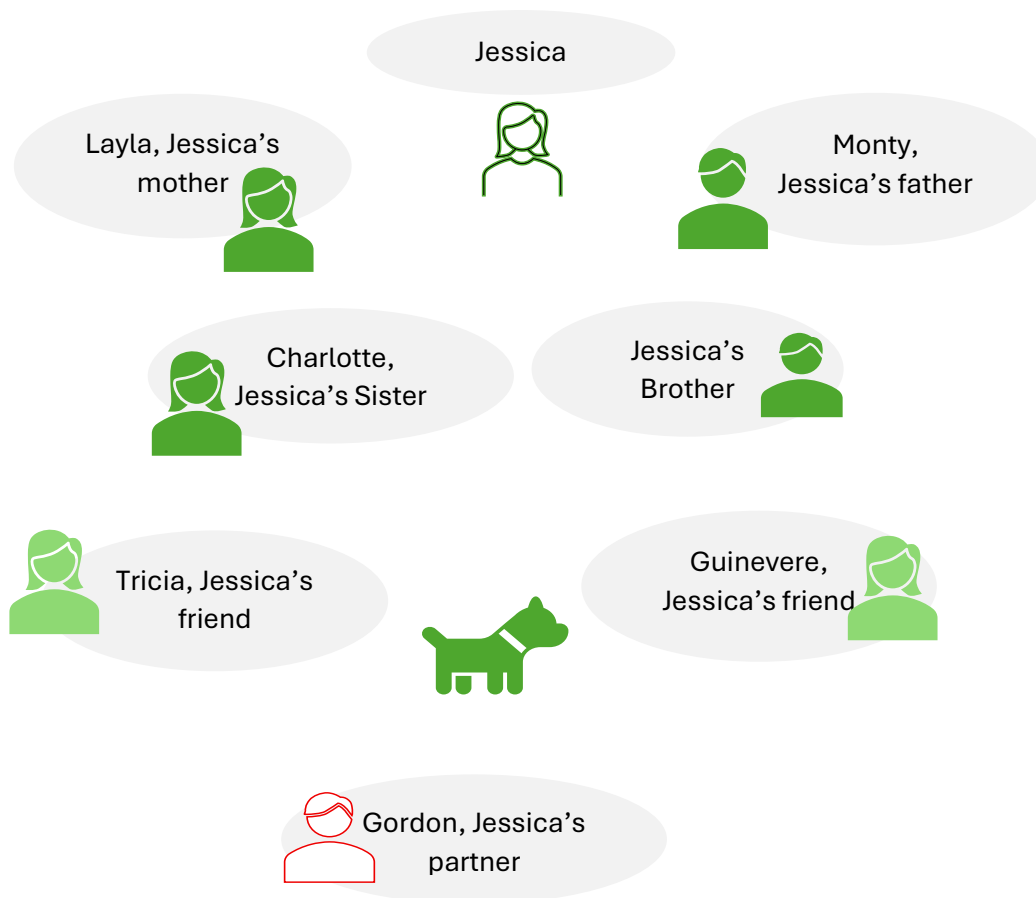 Jessica
Layla, Jessica’s
mother
Monty,
Jessica’s father
Charlotte,
Jessica’s Sister
Jessica’s
Brother
Tricia, Jessica’s
friend
Guinevere,
Jessica’s friend
Gordon, Jessica’s
partner